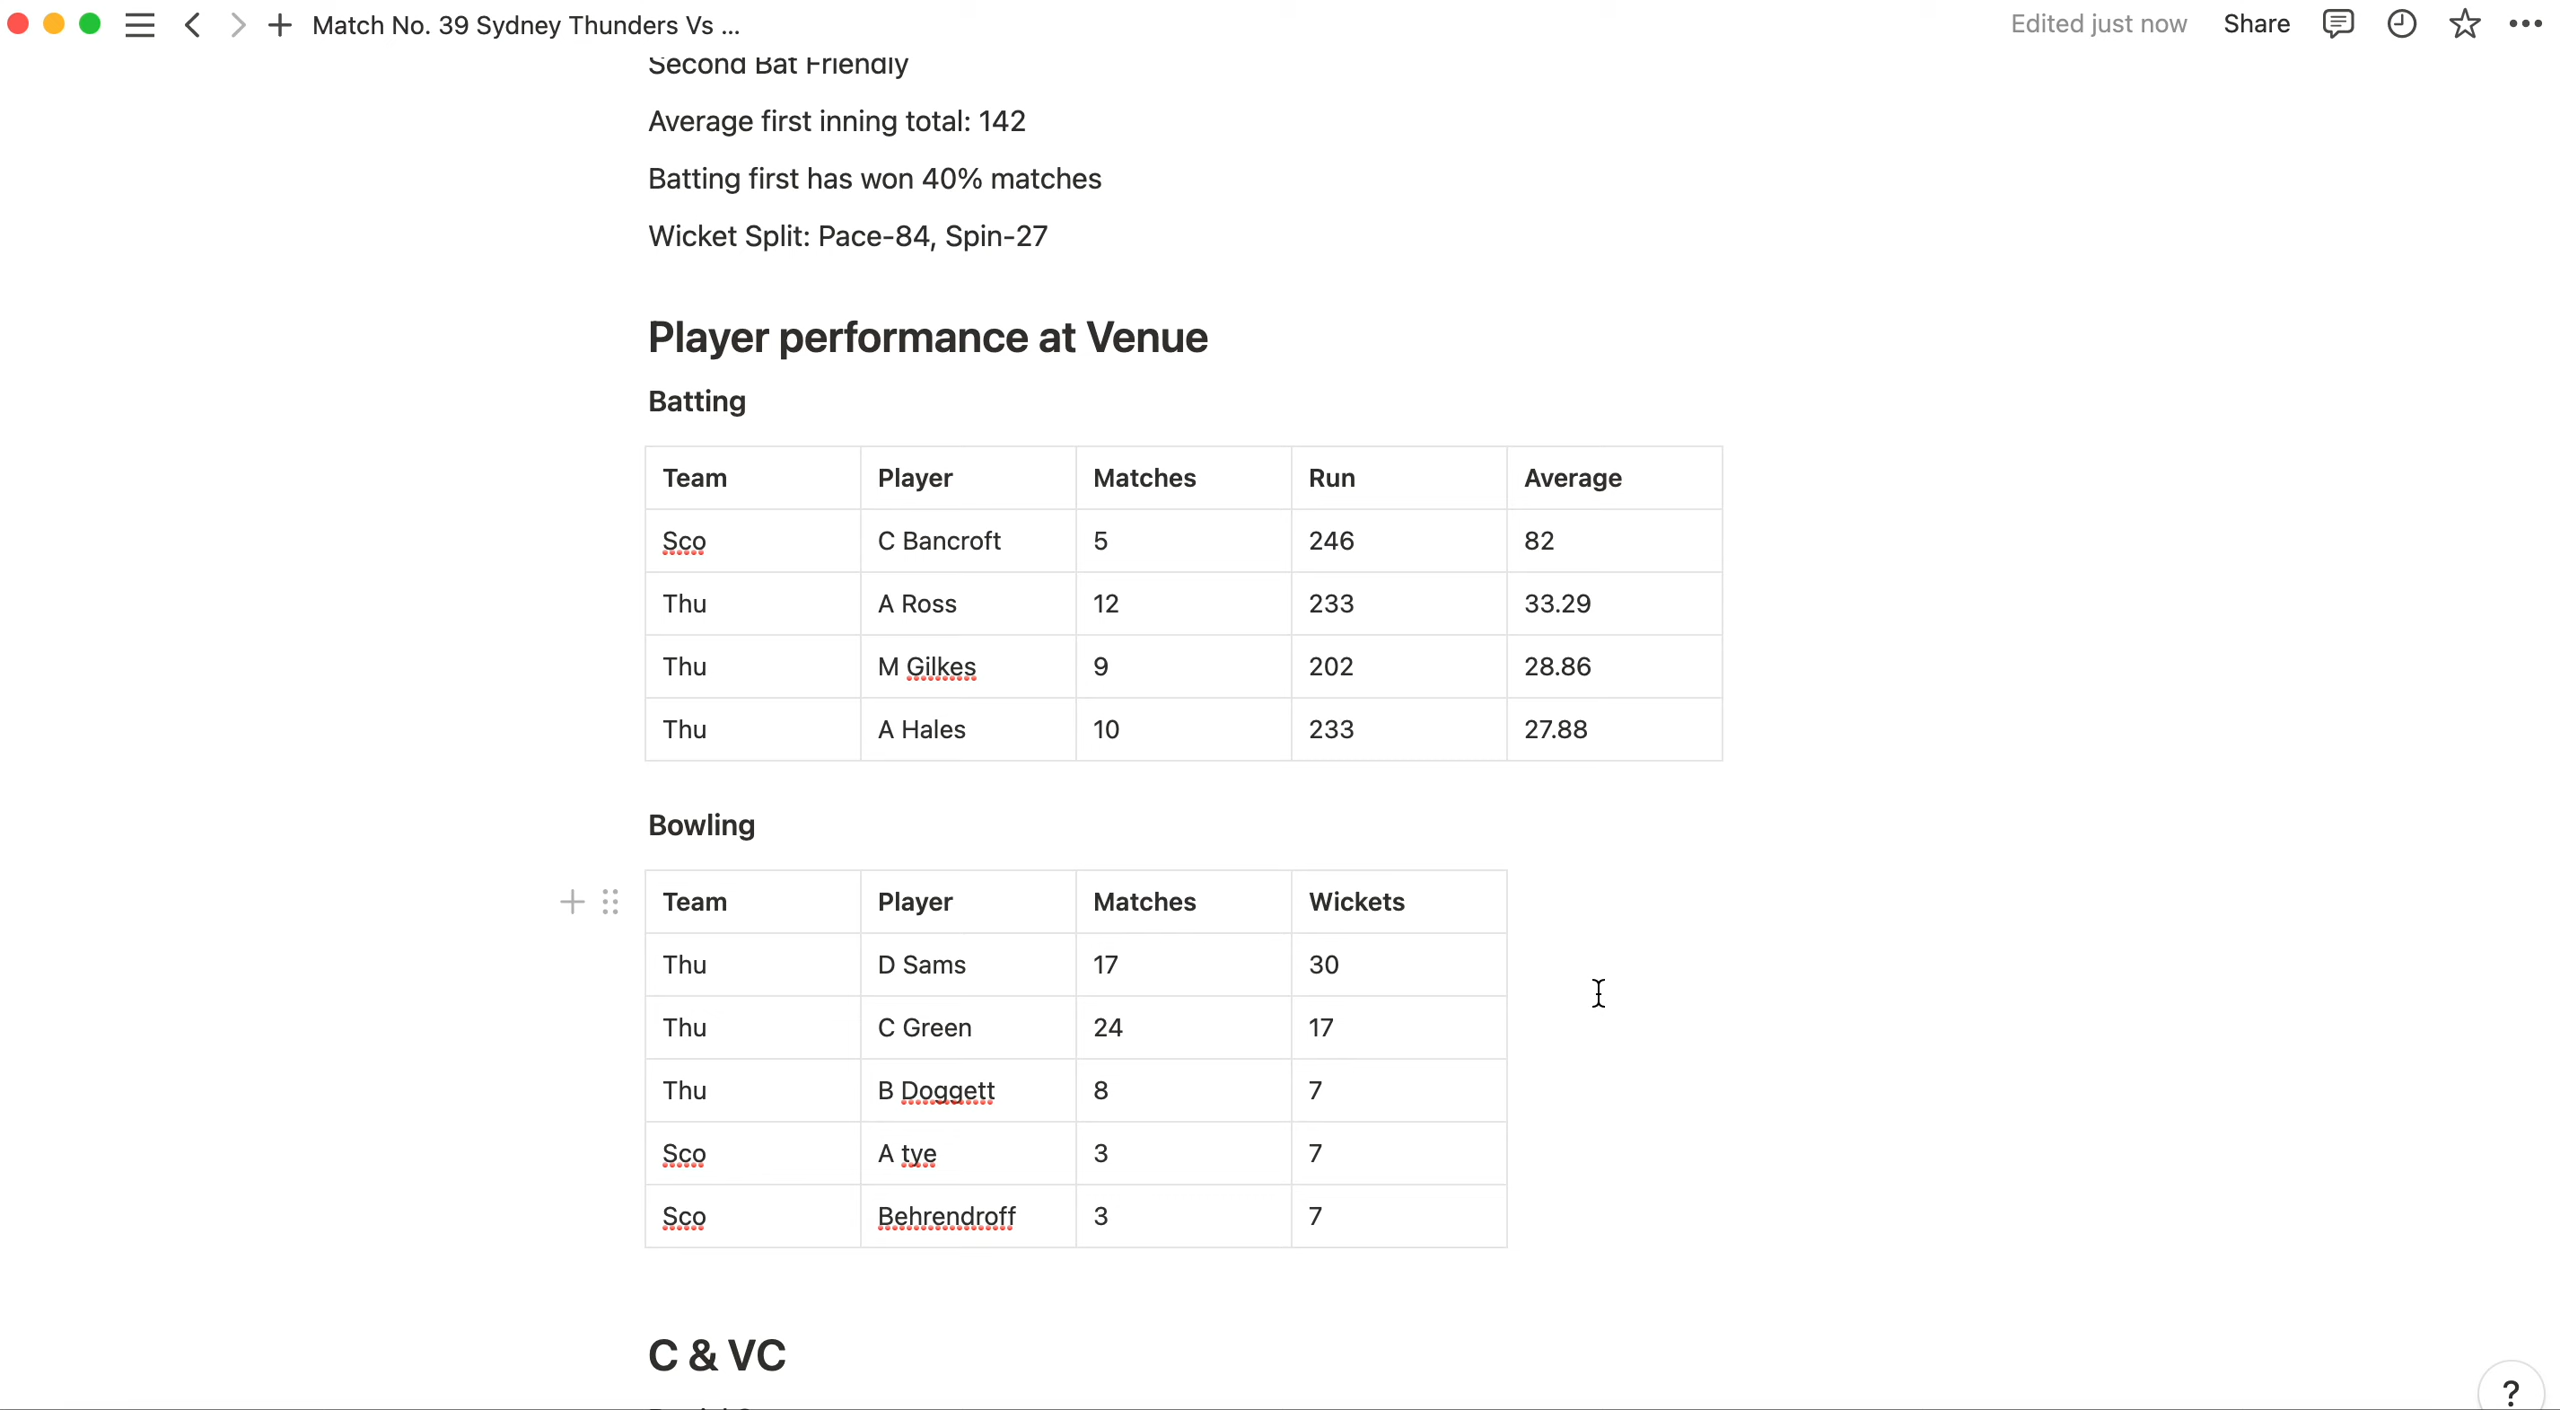 Match No. 39 Sydney Thunders Vs ...
Edited just now Share
Second Bat Friendly
Average first inning total: 142
Batting first has won 40% matches
Wicket Split: Pace-84, Spin-27
Player performance at Venue
Batting
Team Player Matches Run Average
Sco C Bancroft 5 246 82
Thu A Ross 12 233 33.29
Thu M Gilkes 9 202 28.86
Thu A Hales 10 233 27.88
Bowling
Team Player Matches Wickets
Thu D Sams 17 30
Thu C Green 24 17
Thu B Doggett 8 7
Sco A tye 3 7
Sco Behrendroff 3 7
C & VC
?